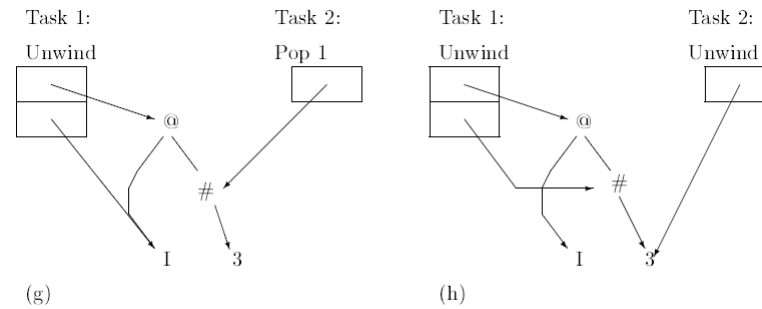 Task 1: Task 2: Task 1: Task 2:
Unwind Pop 1 Unwind Unwind
@ @
# #
I 3 I 3
(g) (h)